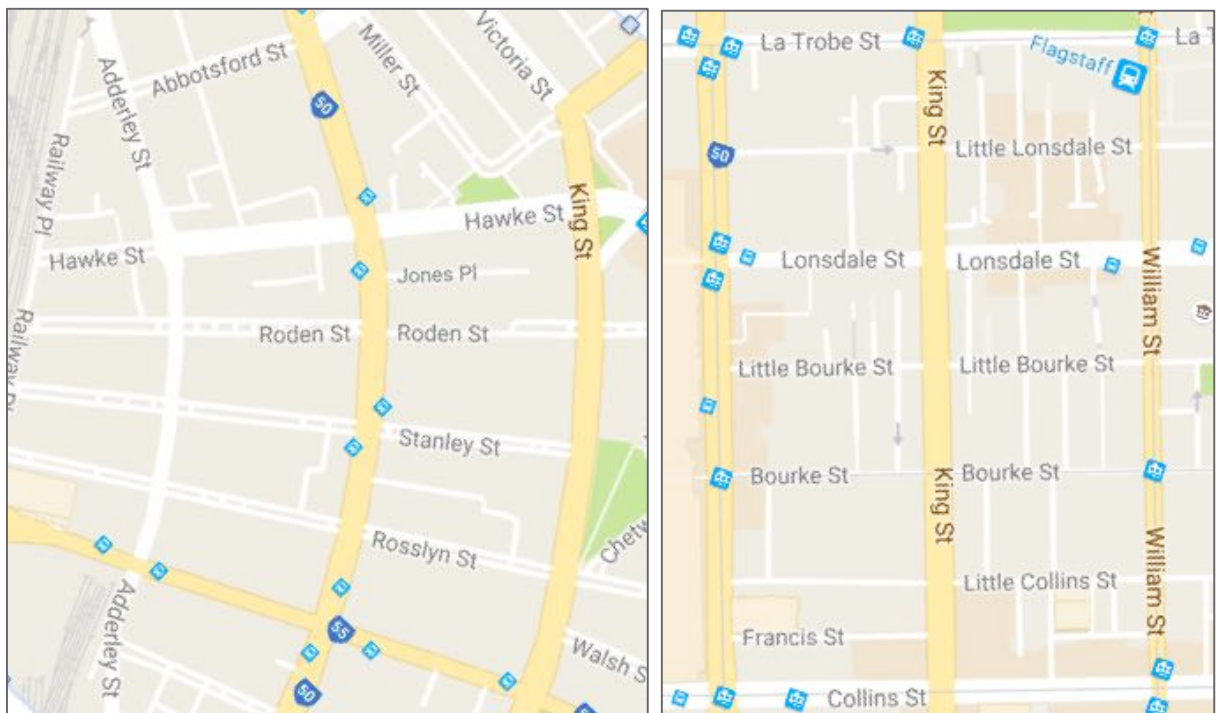 Abbotsford St
Adderley St
50
Miller St
Victoria St
Railway Pl
Hawke St
Hawke St
King St
Jones Pl
Railway Pl
Roden St
Roden St
Stanley St
Rosslyn St
Adderley St
55
50
Walsh S
La Trobe St
La T
Flagstaff
King St
50
Little Lonsdale St
Lonsdale St
Lonsdale St
William St
Little Bourke St
Little Bourke St
Bourke St
King St
Bourke St
William St
Little Collins St
Francis St
Collins St